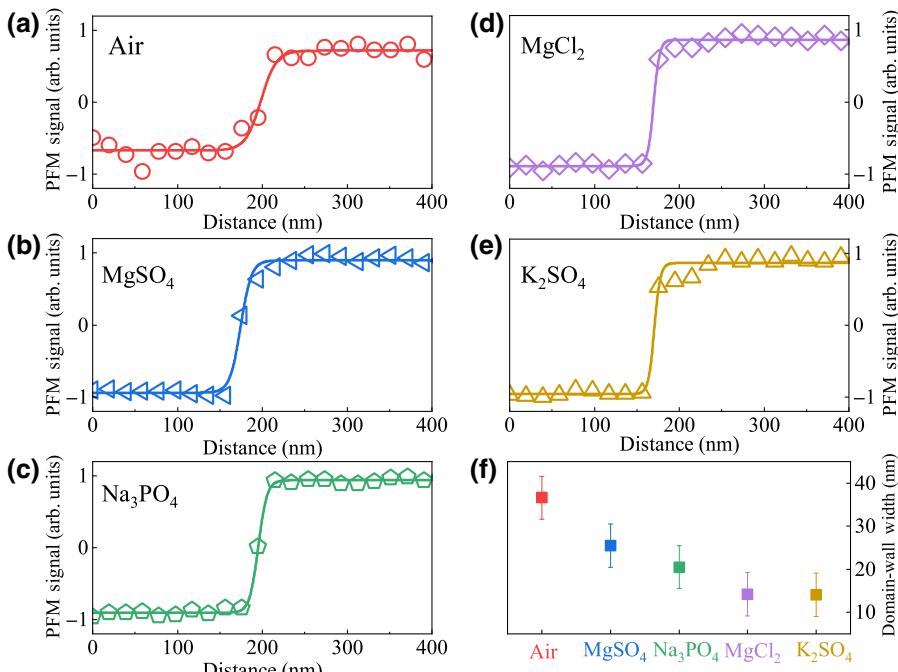 (a)
Air
PFM signal (arb. units)
1
0
−1
0
100
200
300
400
Distance (nm)
(b)
MgSO4
PFM signal (arb. units)
1
0
−1
0
100
200
300
400
Distance (nm)
(c)
Na3PO4
PFM signal (arb. units)
1
0
−1
0
100
200
300
400
Distance (nm)
(d)
MgCl2
PFM signal (arb. units)
1
0
−1
0
100
200
300
400
Distance (nm)
(e)
K2SO4
PFM signal (arb. units)
1
0
−1
0
100
200
300
400
Distance (nm)
(f)
Domain-wall width (nm)
40
30
20
10
Air
MgSO4
Na3PO4
MgCl2
K2SO4